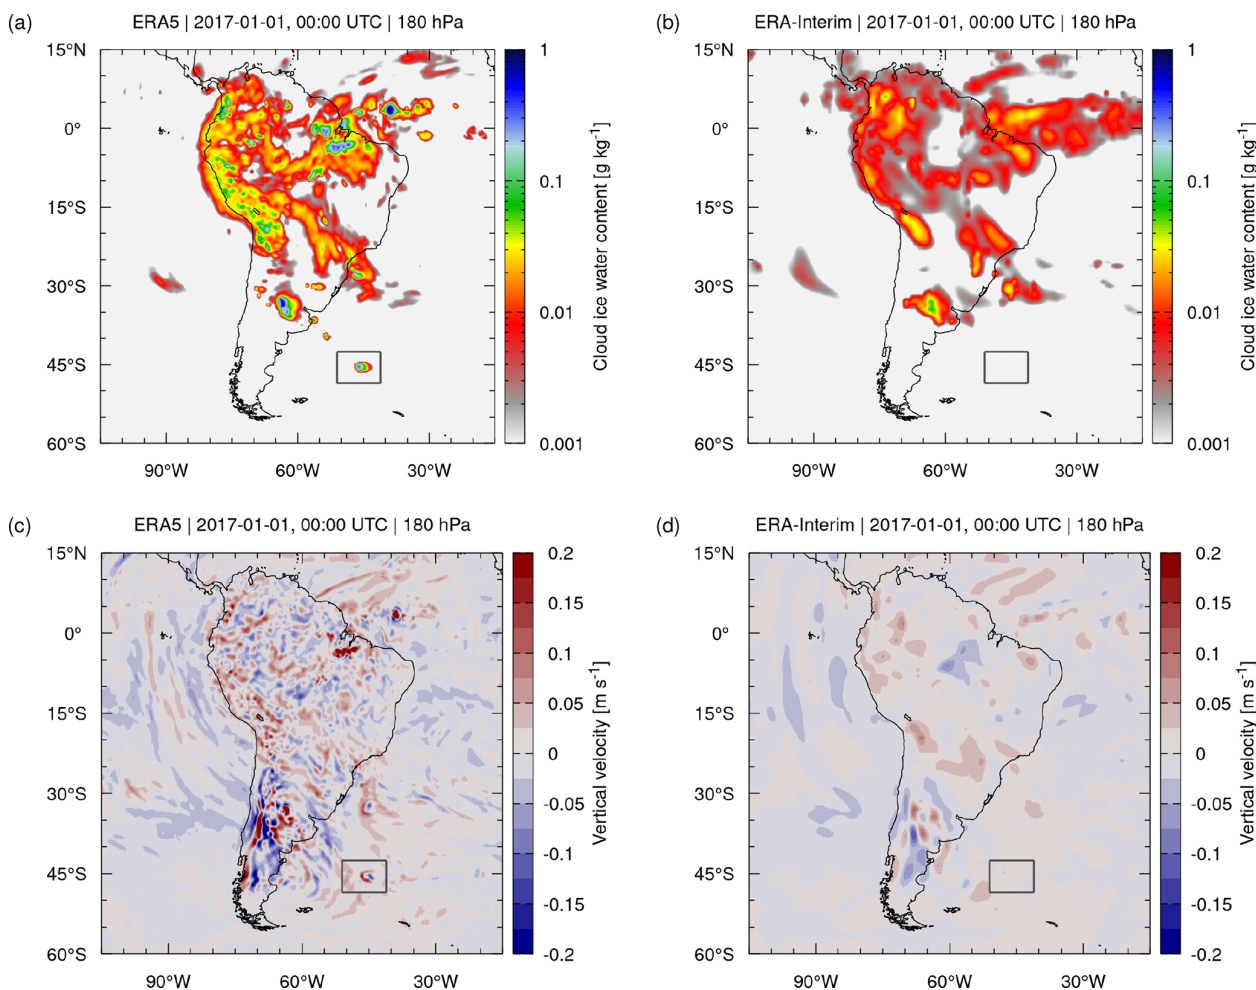 (a) ERA5 | 2017-01-01, 00:00 UTC | 180 hPa
15°N
0°
15°S
30°S
45°S
60°S
90°W 60°W 30°W
1
0.1
0.01
0.001
Cloud ice water content [g kg⁻¹]
(b) ERA-Interim | 2017-01-01, 00:00 UTC | 180 hPa
15°N
0°
15°S
30°S
45°S
60°S
90°W 60°W 30°W
1
0.1
0.01
0.001
Cloud ice water content [g kg⁻¹]
(c) ERA5 | 2017-01-01, 00:00 UTC | 180 hPa
15°N
0°
15°S
30°S
45°S
60°S
90°W 60°W 30°W
0.2
0.15
0.1
0.05
0
-0.05
-0.1
-0.15
-0.2
Vertical velocity [m s⁻¹]
(d) ERA-Interim | 2017-01-01, 00:00 UTC | 180 hPa
15°N
0°
15°S
30°S
45°S
60°S
90°W 60°W 30°W
0.2
0.15
0.1
0.05
0
-0.05
-0.1
-0.15
-0.2
Vertical velocity [m s⁻¹]